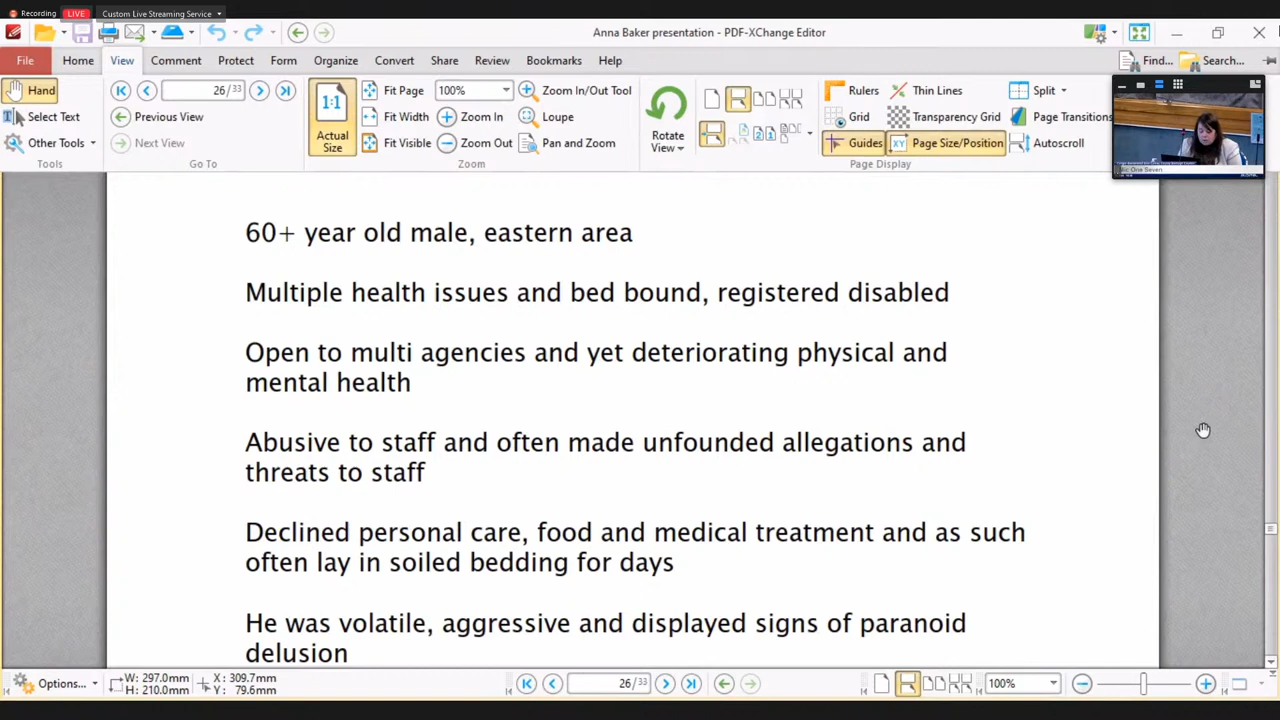 Recording
LIVE
Custom Live Streaming Service
Anna Baker presentation - PDF-XChange Editor
File
Home
View
Comment
Protect
Form
Organize
Convert
Share
Review
Bookmarks
Help
Find...
Search...
Hand
Select Text
Other Tools
Tools
26 / 33
Previous View
Next View
Go To
1:1
Actual
Size
Fit Page
Fit Width
Fit Visible
100%
Zoom In
Zoom Out
Zoom In/Out Tool
Loupe
Pan and Zoom
Zoom
Rotate
View
Rulers
Grid
Guides
Thin Lines
Transparency Grid
Page Size/Position
Page Display
Split
Page Transitions
Autoscroll
One Seven
60+ year old male, eastern area
Multiple health issues and bed bound, registered disabled
Open to multi agencies and yet deteriorating physical and
mental health
Abusive to staff and often made unfounded allegations and
threats to staff
Declined personal care, food and medical treatment and as such
often lay in soiled bedding for days
He was volatile, aggressive and displayed signs of paranoid
delusion
Options...
W: 297.0mm
H: 210.0mm
X: 309.7mm
Y: 79.6mm
26 / 33
100%